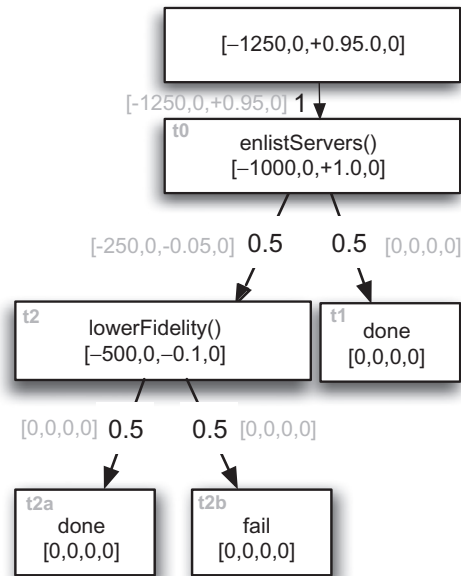 [–1250,0,+0.95.0,0]
[-1250,0,+0.95,0] 1
t0
enlistServers()
[–1000,0,+1.0,0]
[-250,0,-0.05,0] 0.5 0.5 [0,0,0,0]
t2
lowerFidelity()
[–500,0,–0.1,0]
t1
done
[0,0,0,0]
[0,0,0,0] 0.5 0.5 [0,0,0,0]
t2a
done
[0,0,0,0]
t2b
fail
[0,0,0,0]